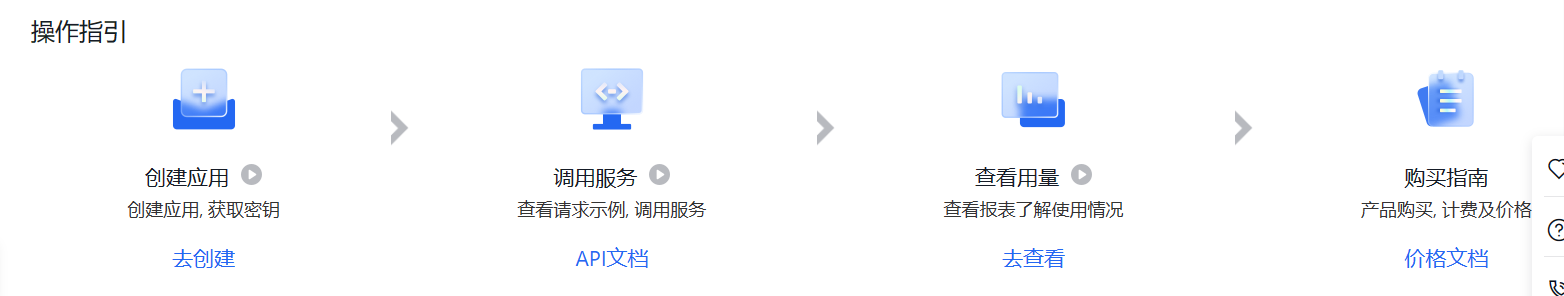 操作指引
创建应用
创建应用, 获取密钥
去创建
调用服务
查看请求示例, 调用服务
API文档
查看用量
查看报表了解使用情况
去查看
购买指南
产品购买, 计费及价格
价格文档